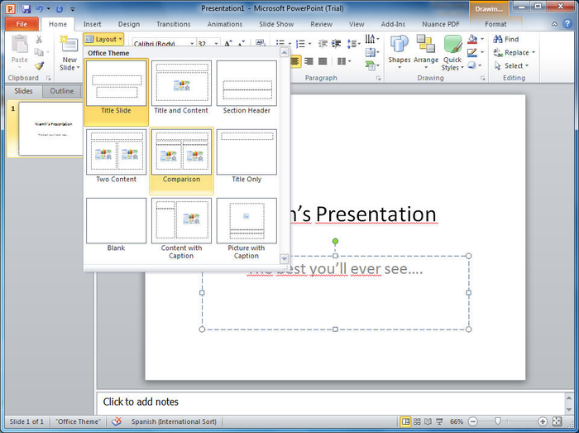 Presentation1 - Microsoft PowerPoint (Trial)
Drawin...
File Home Insert Design Transitions Animations Slide Show Review View Add-Ins Nuance PDF Format
Layout
Calibri (Body) 32
Paste
New
Slide
Shapes Arrange Quick
Styles
Find
Replace
Select
Clipboard
Paragraph Drawing Editing
Slides Outline
Office Theme
Title Slide Title and Content Section Header
Two Content Comparison Title Only
Blank Content with
Caption Picture with
Caption
1
's Presentation
The best you'll ever see....
Click to add notes
Slide 1 of 1 "Office Theme" Spanish (International Sort) 66%